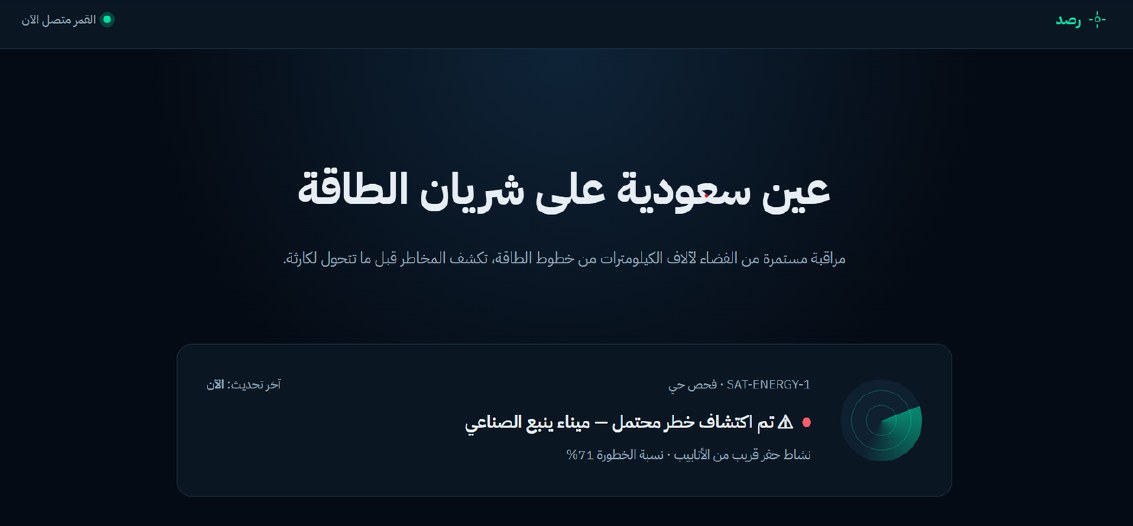 رصد
القمر متصل الآن
عين سعودية على شريان الطاقة
مراقبة مستمرة من الفضاء لآلاف الكيلومترات من خطوط الطاقة، تكشف المخاطر قبل ما تتحول لكارثة.
SAT-ENERGY-1 · فحص حي
آخر تحديث: الآن
⚠ تم اكتشاف خطر محتمل — ميناء ينبع الصناعي
نشاط حفر قريب من الأنابيب · نسبة الخطورة 71%